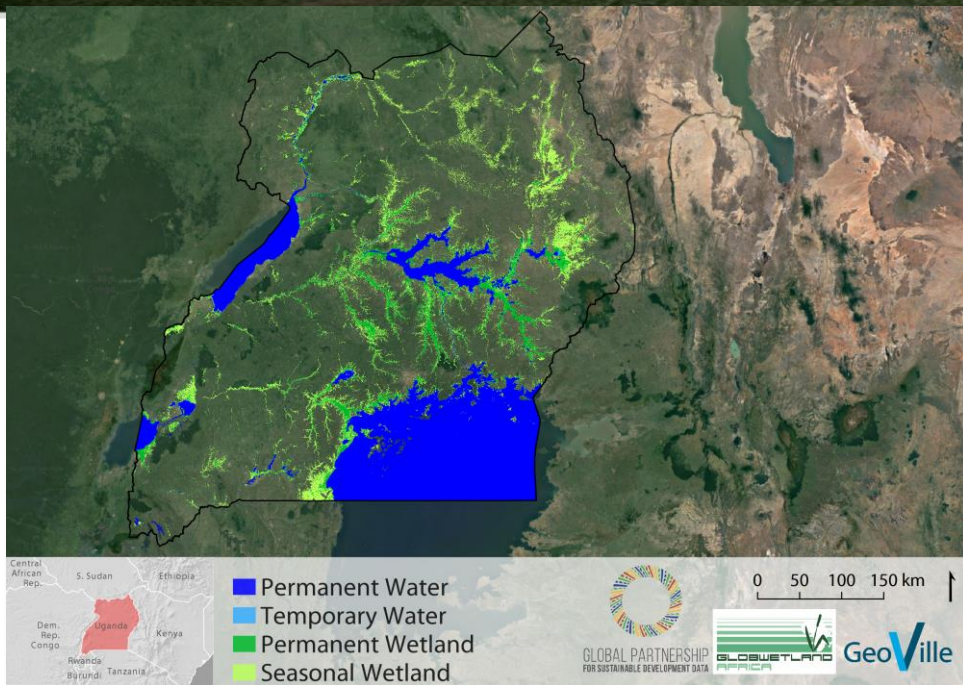 Central
African
Rep.
S. Sudan
Ethiopia
Dem.
Rep.
Congo
Uganda
Kenya
Rwanda
Burundi
Tanzania
Permanent Water
Temporary Water
Permanent Wetland
Seasonal Wetland
GLOBAL PARTNERSHIP
FOR SUSTAINABLE DEVELOPMENT DATA
GLOBWETLAND
AFRICA
0 50 100 150 km
GeoVille